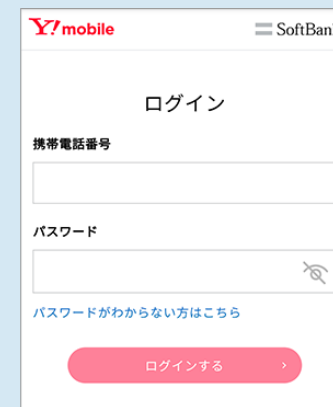 Y!mobile SoftBank
ログイン
携帯電話番号
パスワード
パスワードがわからない方はこちら
ログインする